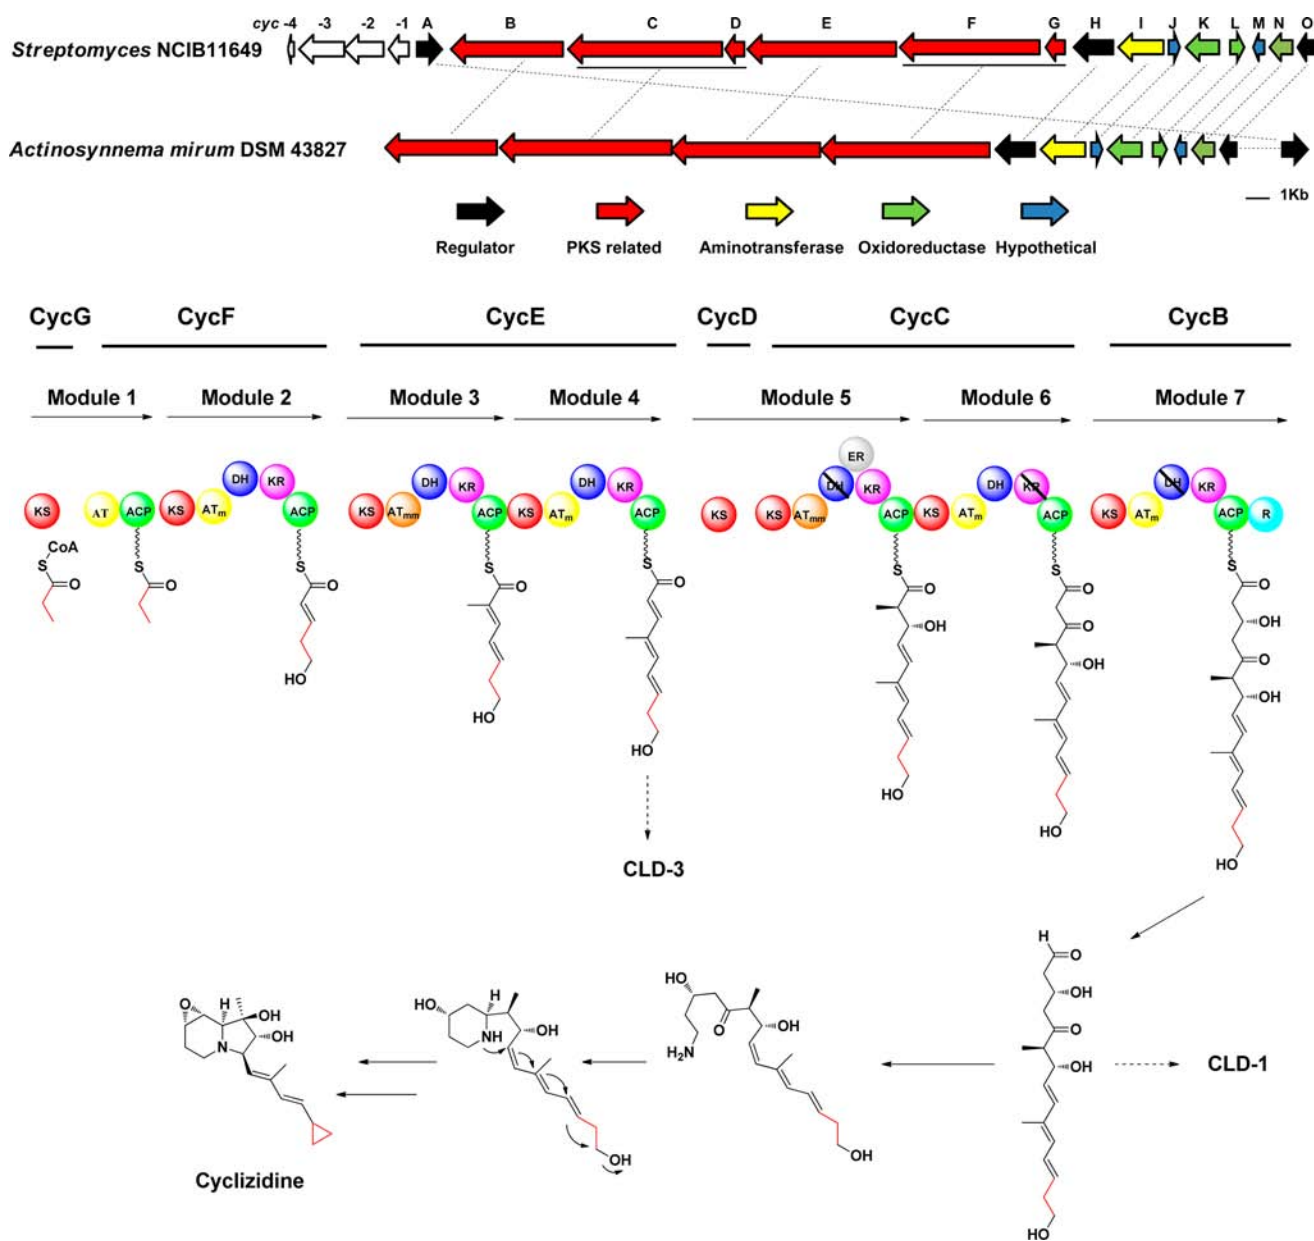 cyc -4 -3 -2 -1 A B C D E F G H I J K L M N O
Streptomyces NCIB11649
Actinosynnema mirum DSM 43827
1Kb
Regulator PKS related Aminotransferase Oxidoreductase Hypothetical
CycG CycF CycE CycD CycC CycB
Module 1 Module 2 Module 3 Module 4 Module 5 Module 6 Module 7
ER
DH KR DH KR DH KR DH KR DH KR DH KR
KS AT ACP KS ATm ACP KS ATmm ACP KS ATm ACP KS KS ATmm ACP KS ATm ACP KS ATm ACP R
CoA
S S S S S S S S
O O O O O O O O
OH OH OH
O O
OH OH
HO
HO
HO
HO
HO
HO
CLD-3
H O
OH
O
OH
CLD-1
HO
HO
O
OH
H2N
OH
HO H
NH
OH
OH
O H OH
OH
N
Cyclizidine